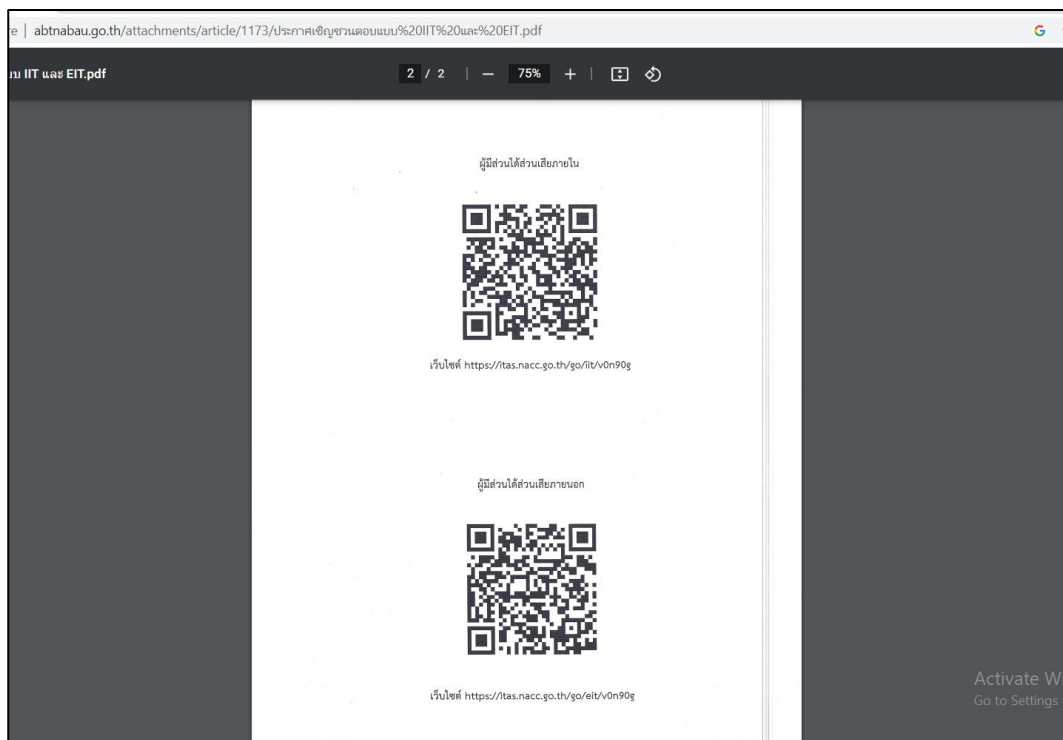 abtnabau.go.th/attachments/article/1173/ประกาศเชิญชวนตอบแบบ%20IIT%20และ%20EIT.pdf
IIT และ EIT.pdf
2 / 2
75%
ผู้มีส่วนได้ส่วนเสียภายใน
เว็บไซต์ https://itas.nacc.go.th/go/iit/v0n90g
ผู้มีส่วนได้ส่วนเสียภายนอก
เว็บไซต์ https://itas.nacc.go.th/go/eit/v0n90g
Activate W
Go to Settings